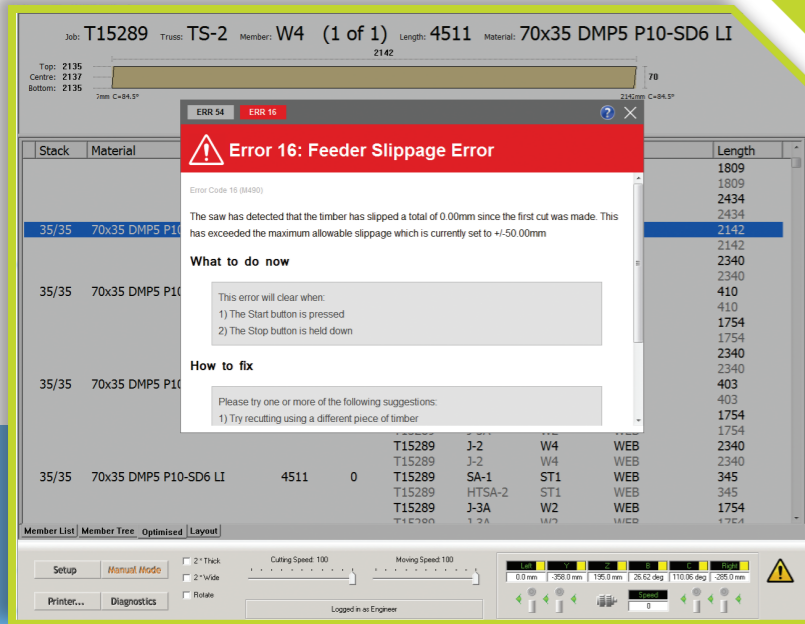 Job: T15289 Truss: TS-2 Member: W4 (1 of 1) Length: 4511 Material: 70x35 DMP5 P10-SD6 LI
2142
Top: 2135
Centre: 2137
Bottom: 2135
70
7mm C=84.5°
2142mm C=84.5°
ERR 54 ERR 16
Error 16: Feeder Slippage Error
Error Code 16 (M490)
The saw has detected that the timber has slipped a total of 0.00mm since the first cut was made. This
has exceeded the maximum allowable slippage which is currently set to +/-50.00mm
What to do now
This error will clear when:
1) The Start button is pressed
2) The Stop button is held down
How to fix
Please try one or more of the following suggestions:
1) Try recutting using a different piece of timber
Stack Material Length
1809
1809
2434
2434
35/35 70x35 DMP5 P10 2142
2142
2340
2340
35/35 70x35 DMP5 P10 410
410
1754
1754
2340
2340
35/35 70x35 DMP5 P10 403
403
1754
1754
T15289 J-2 W4 WEB 2340
T15289 J-2 W4 WEB 2340
35/35 70x35 DMP5 P10-SD6 LI 4511 0 T15289 SA-1 ST1 WEB 345
T15289 HTSA-2 ST1 WEB 345
T15289 J-3A W2 WEB 1754
T15289 J-3A W2 WEB 1754
Member List Member Tree Optimised Layout
Setup Manual Mode
Printer... Diagnostics
2 * Thick
2 * Wide
Rotate
Cutting Speed: 100 Moving Speed: 100
Logged in as Engineer
Left Y Z B C Right
0.0 mm -358.0 mm 195.0 mm 26.62 deg 110.06 deg -285.0 mm
Speed
0